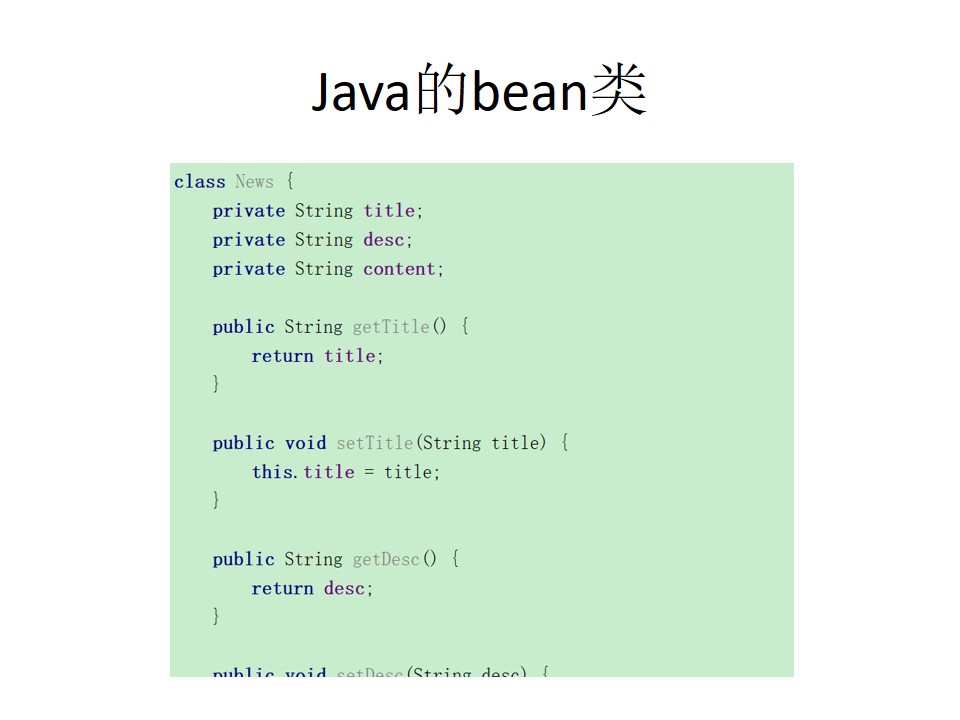 Java的bean类
class News {
private String title;
private String desc;
private String content;
public String getTitle() {
return title;
}
public void setTitle(String title) {
this.title = title;
}
public String getDesc() {
return desc;
}
public void setDesc(String desc) {